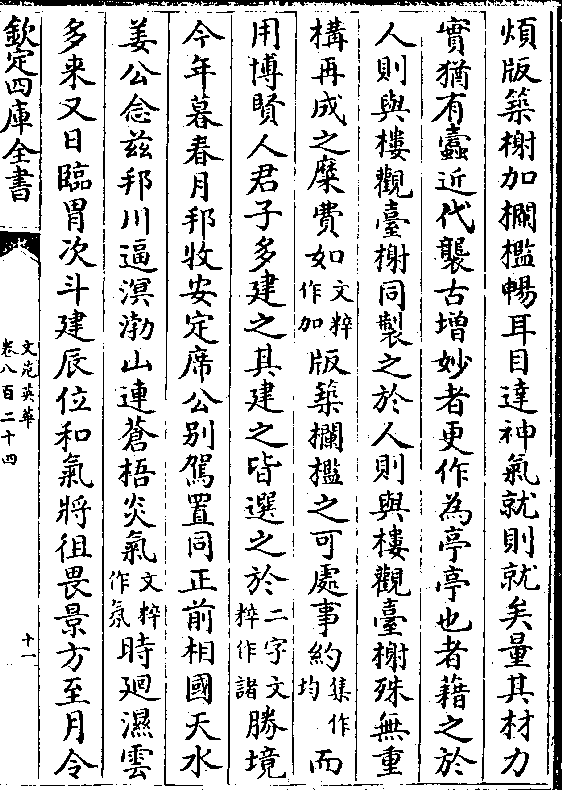 煩版築榭加欄檻暢耳目達神氣就則就矣量其材力
實猶有蠧近代襲古增妙者更作為亭亭也者藉之於
人則與樓觀臺榭同製之於人則與樓觀臺榭殊無重
構再成之糜費如文粹作加版築欄檻之可處事約集作均而
用博賢人君子多建之其建之皆選之於二字文粹作諸勝境
今年暮春月邦牧安定席公别駕置同正前相國天水
姜公念兹邦川逼溟渤山連蒼梧炎氣文粹作氛時迴濕雲
多来又日臨胃次斗建辰位和氣將徂畏景方至月令
欽定四庫全書
文苑英華
卷八百二十四
十一